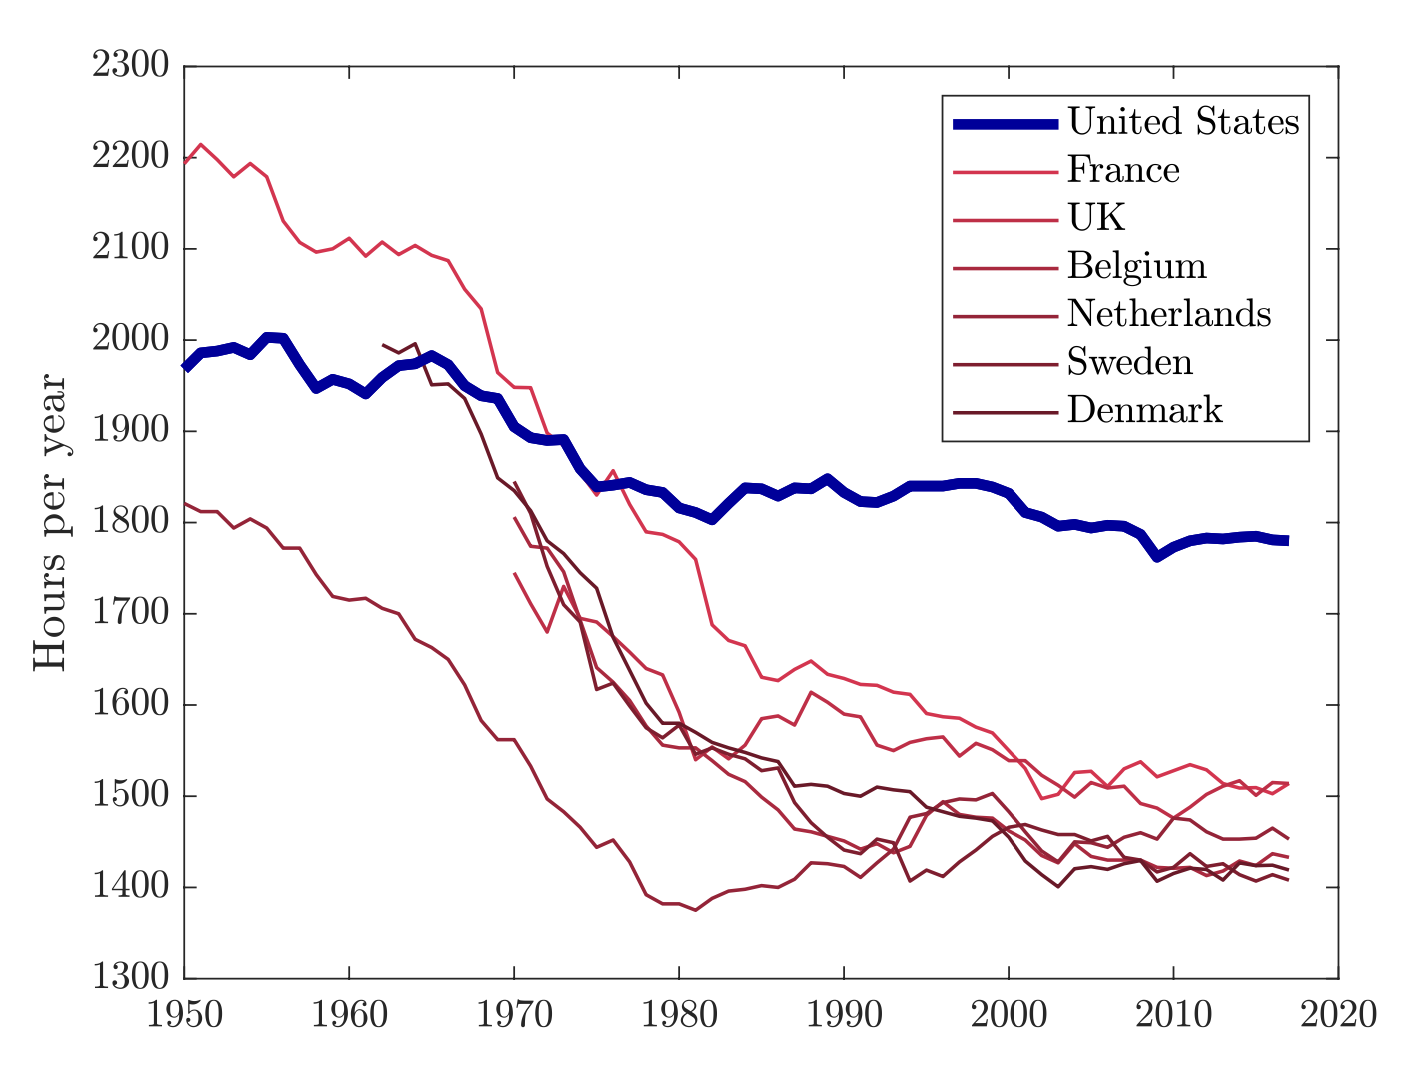 2300
2200
2100
2000
1900
1800
1700
1600
1500
1400
1300
Hours per year
United States
France
UK
Belgium
Netherlands
Sweden
Denmark
1950 1960 1970 1980 1990 2000 2010 2020